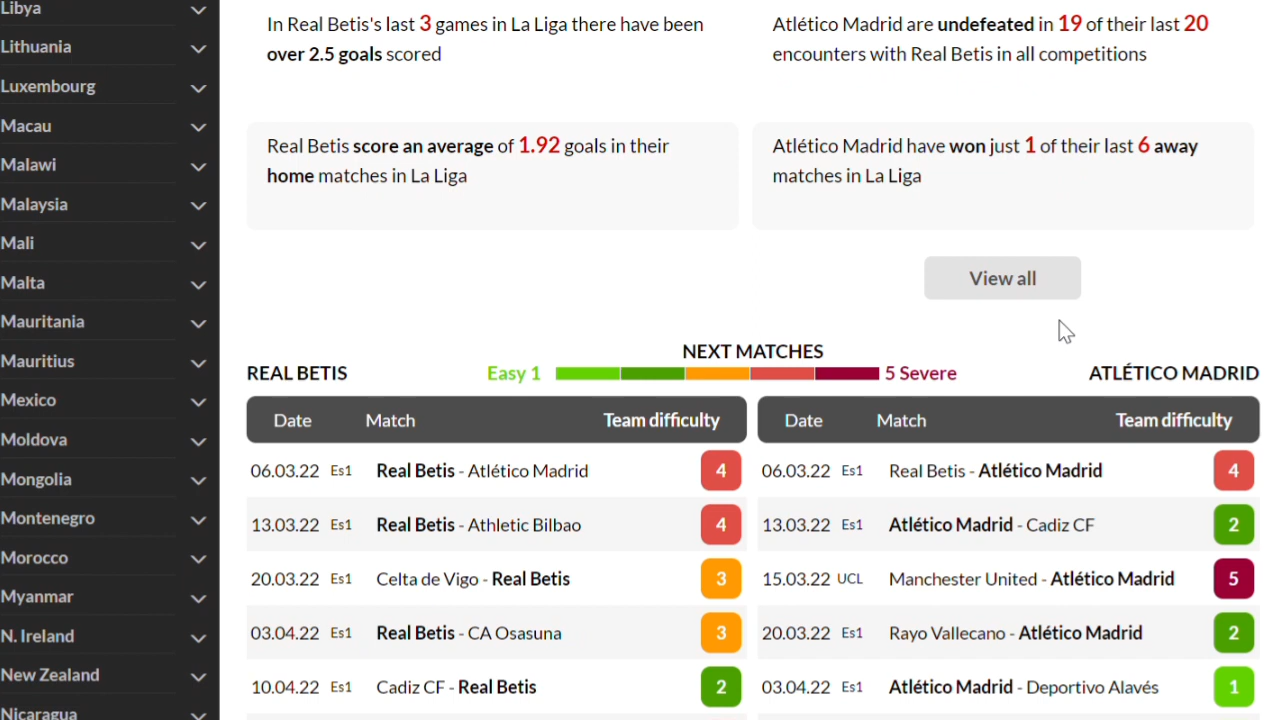 Libya
Lithuania
Luxembourg
Macau
Malawi
Malaysia
Mali
Malta
Mauritania
Mauritius
Mexico
Moldova
Mongolia
Montenegro
Morocco
Myanmar
N. Ireland
New Zealand
Nicaragua
In Real Betis's last 3 games in La Liga there have been
over 2.5 goals scored
Atlético Madrid are undefeated in 19 of their last 20
encounters with Real Betis in all competitions
Real Betis score an average of 1.92 goals in their
home matches in La Liga
Atlético Madrid have won just 1 of their last 6 away
matches in La Liga
View all
NEXT MATCHES
REAL BETIS Easy 1 5 Severe ATLÉTICO MADRID
Date Match Team difficulty
06.03.22 Es1 Real Betis - Atlético Madrid 4
13.03.22 Es1 Real Betis - Athletic Bilbao 4
20.03.22 Es1 Celta de Vigo - Real Betis 3
03.04.22 Es1 Real Betis - CA Osasuna 3
10.04.22 Es1 Cadiz CF - Real Betis 2
Date Match Team difficulty
06.03.22 Es1 Real Betis - Atlético Madrid 4
13.03.22 Es1 Atlético Madrid - Cadiz CF 2
15.03.22 UCL Manchester United - Atlético Madrid 5
20.03.22 Es1 Rayo Vallecano - Atlético Madrid 2
03.04.22 Es1 Atlético Madrid - Deportivo Alavés 1